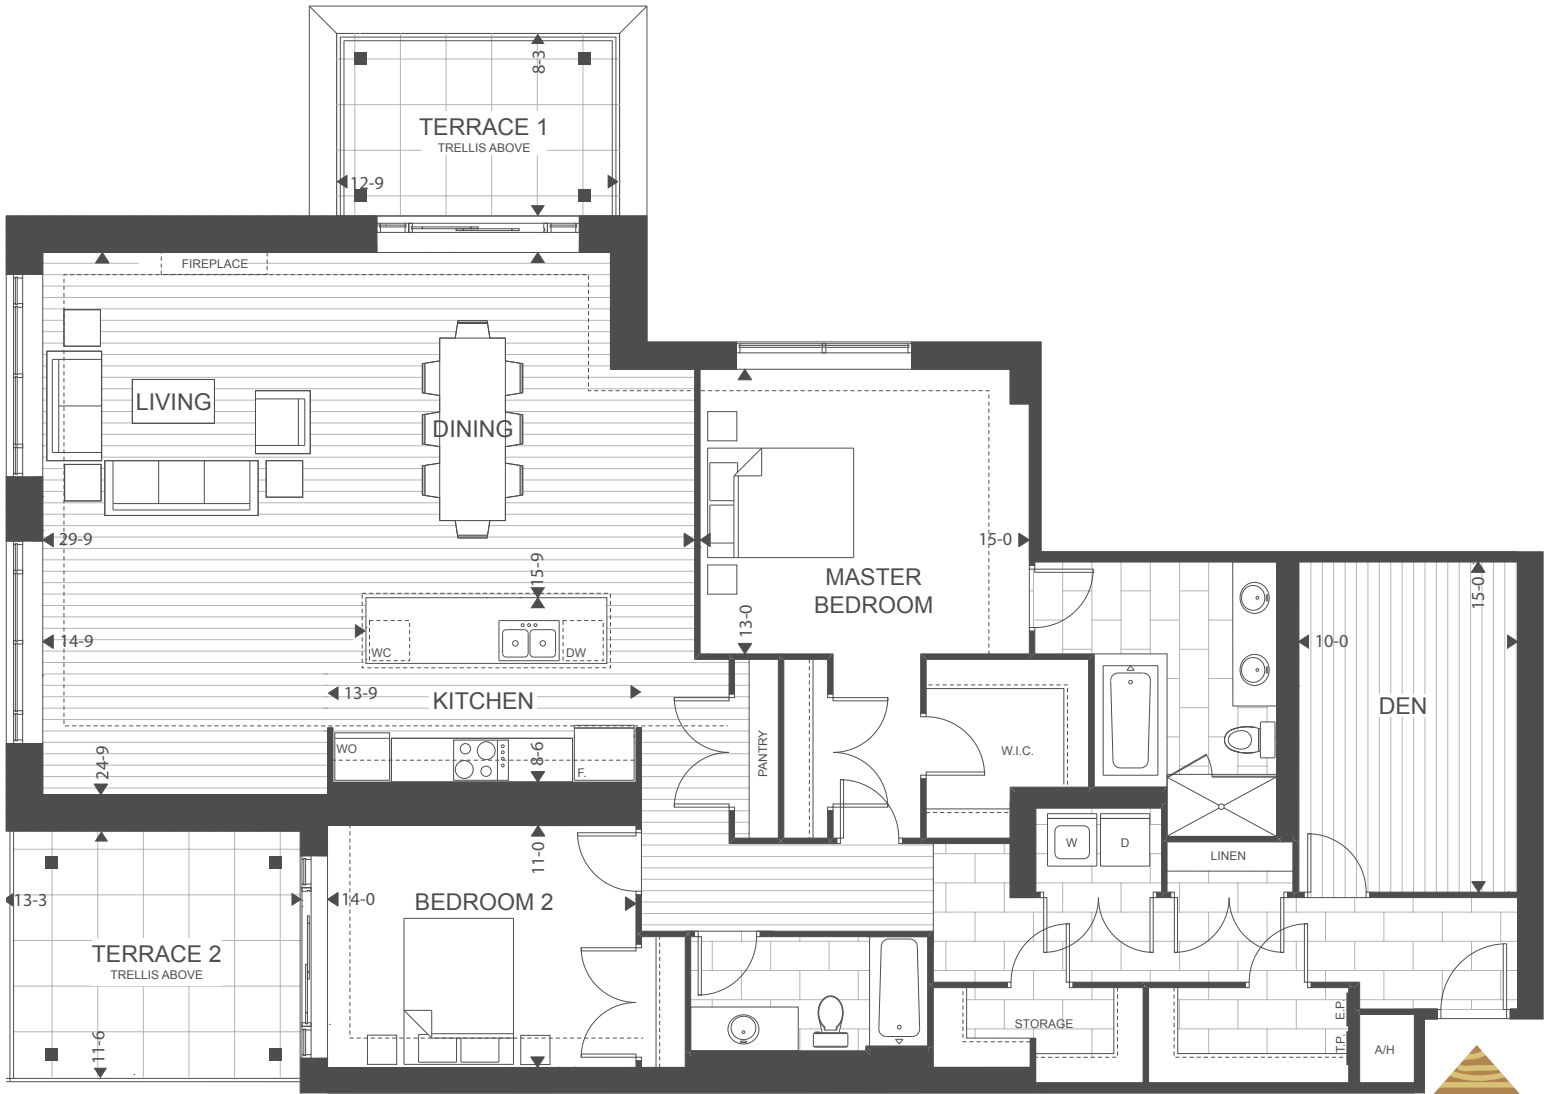 8-3
TERRACE 1
TRELLIS ABOVE
12-9
FIREPLACE
LIVING
DINING
29-9
15-9
15-0
MASTER
BEDROOM
13-0
15-0
14-9
WC
DW
10-0
13-9
KITCHEN
DEN
WO
F.
8-6
24-9
PANTRY
W.I.C.
W
D
LINEN
11-0
13-3
14-0
BEDROOM 2
TERRACE 2
TRELLIS ABOVE
11-6
STORAGE
E.P.
T.P.
A/H